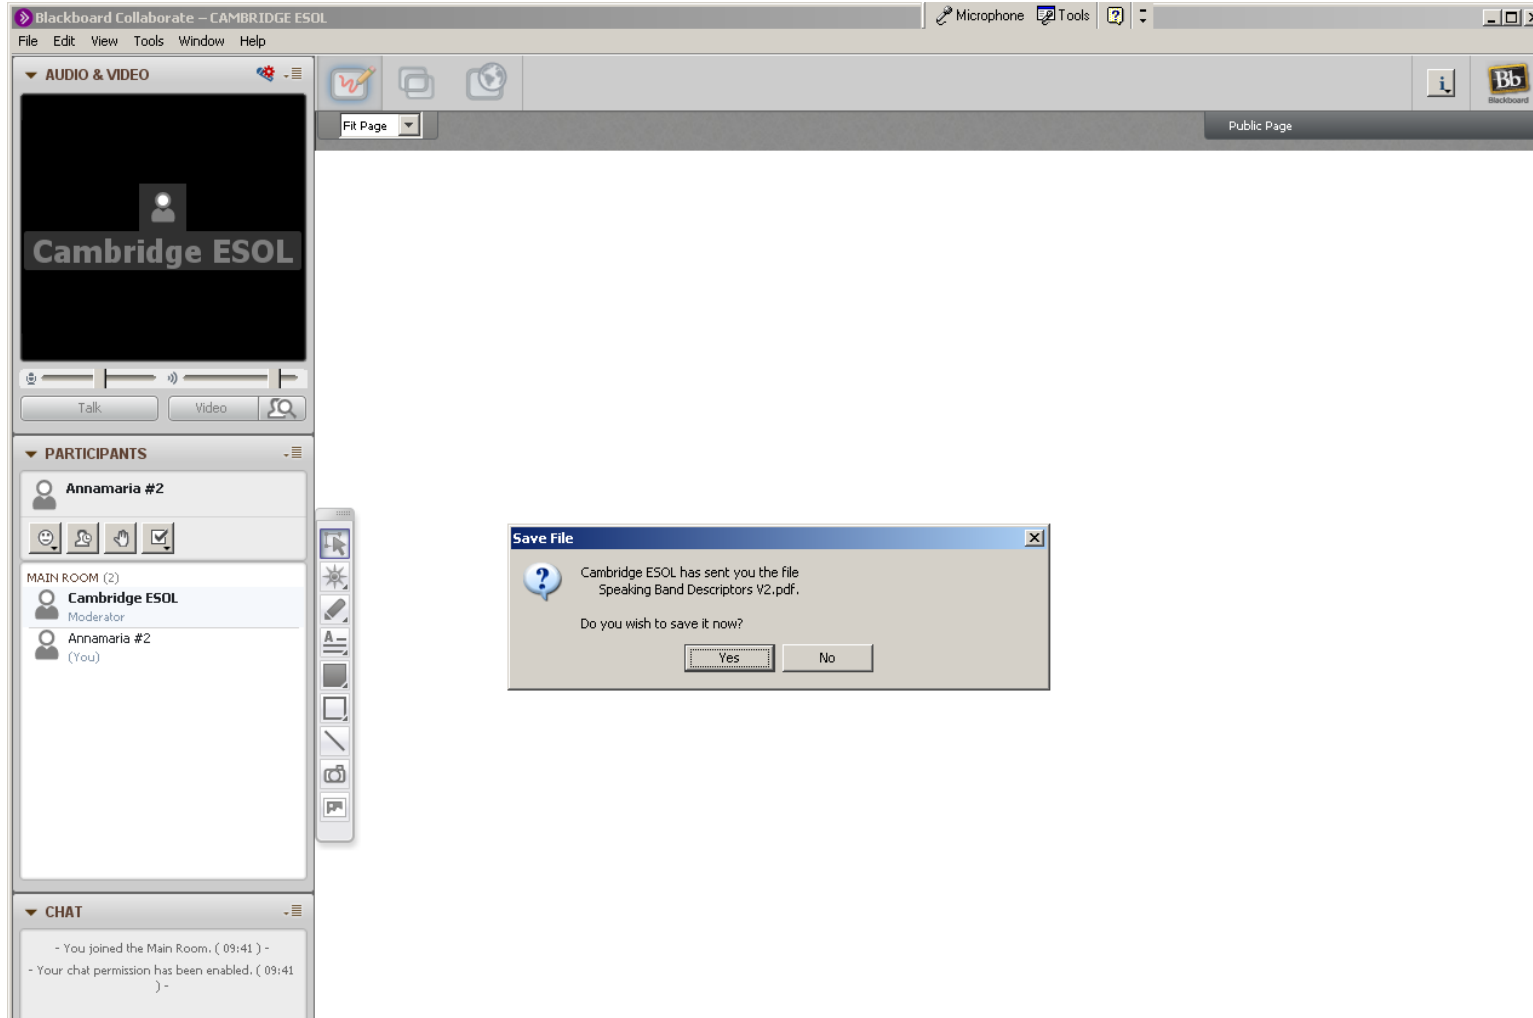 Blackboard Collaborate – CAMBRIDGE ESOL
Microphone Tools
File Edit View Tools Window Help
AUDIO & VIDEO
Bb
Blackboard
Fit Page
Public Page
Cambridge ESOL
Talk Video
PARTICIPANTS
Annamaria #2
MAIN ROOM (2)
Cambridge ESOL
Moderator
Annamaria #2
(You)
Save File
Cambridge ESOL has sent you the file
Speaking Band Descriptors V2.pdf.
Do you wish to save it now?
Yes No
CHAT
- You joined the Main Room. ( 09:41 ) -
- Your chat permission has been enabled. ( 09:41
) -